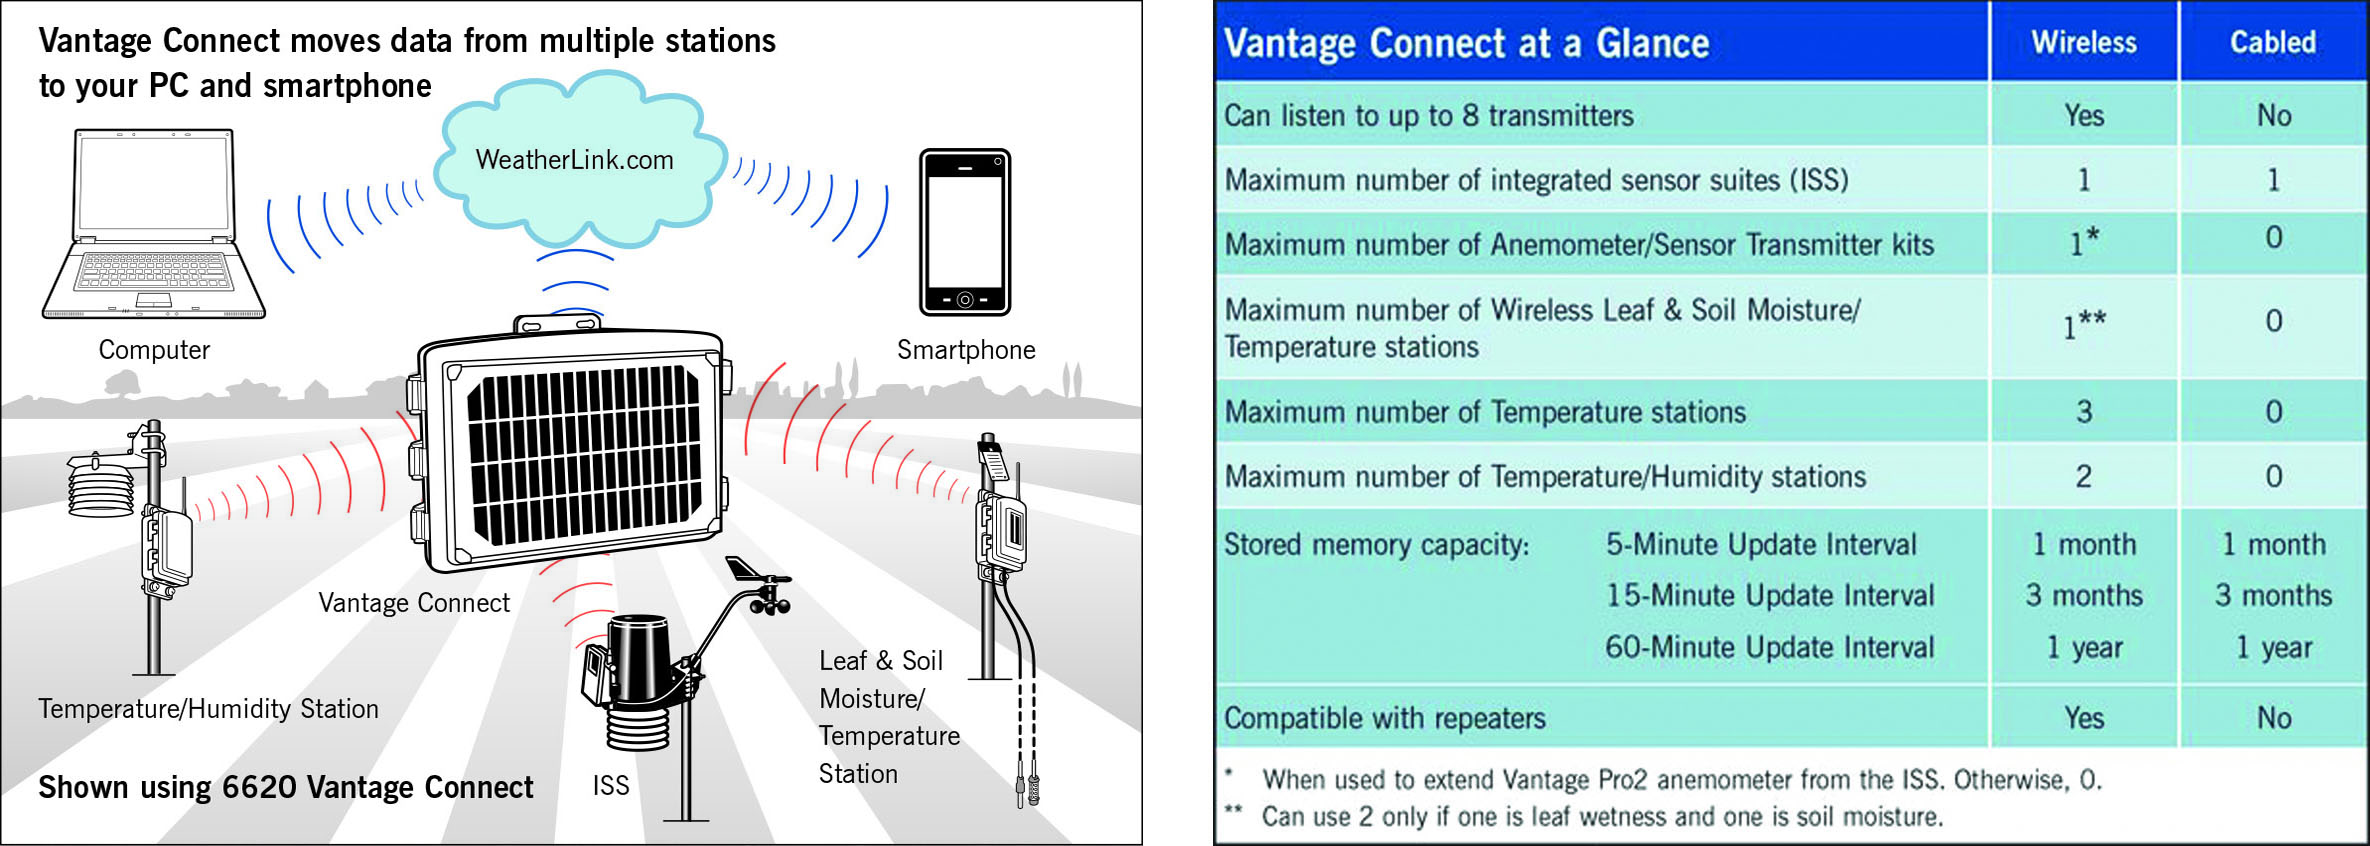 Vantage Connect moves data from multiple stations
to your PC and smartphone
WeatherLink.com
Computer
Smartphone
Vantage Connect
Temperature/Humidity Station
Leaf & Soil
Moisture/
Temperature
Station
ISS
Shown using 6620 Vantage Connect
Vantage Connect at a Glance Wireless Cabled
Can listen to up to 8 transmitters Yes No
Maximum number of integrated sensor suites (ISS) 1 1
Maximum number of Anemometer/Sensor Transmitter kits 1* 0
Maximum number of Wireless Leaf & Soil Moisture/
Temperature stations 1** 0
Maximum number of Temperature stations 3 0
Maximum number of Temperature/Humidity stations 2 0
Stored memory capacity: 5-Minute Update Interval 1 month 1 month
15-Minute Update Interval 3 months 3 months
60-Minute Update Interval 1 year 1 year
Compatible with repeaters Yes No
* When used to extend Vantage Pro2 anemometer from the ISS. Otherwise, 0.
** Can use 2 only if one is leaf wetness and one is soil moisture.